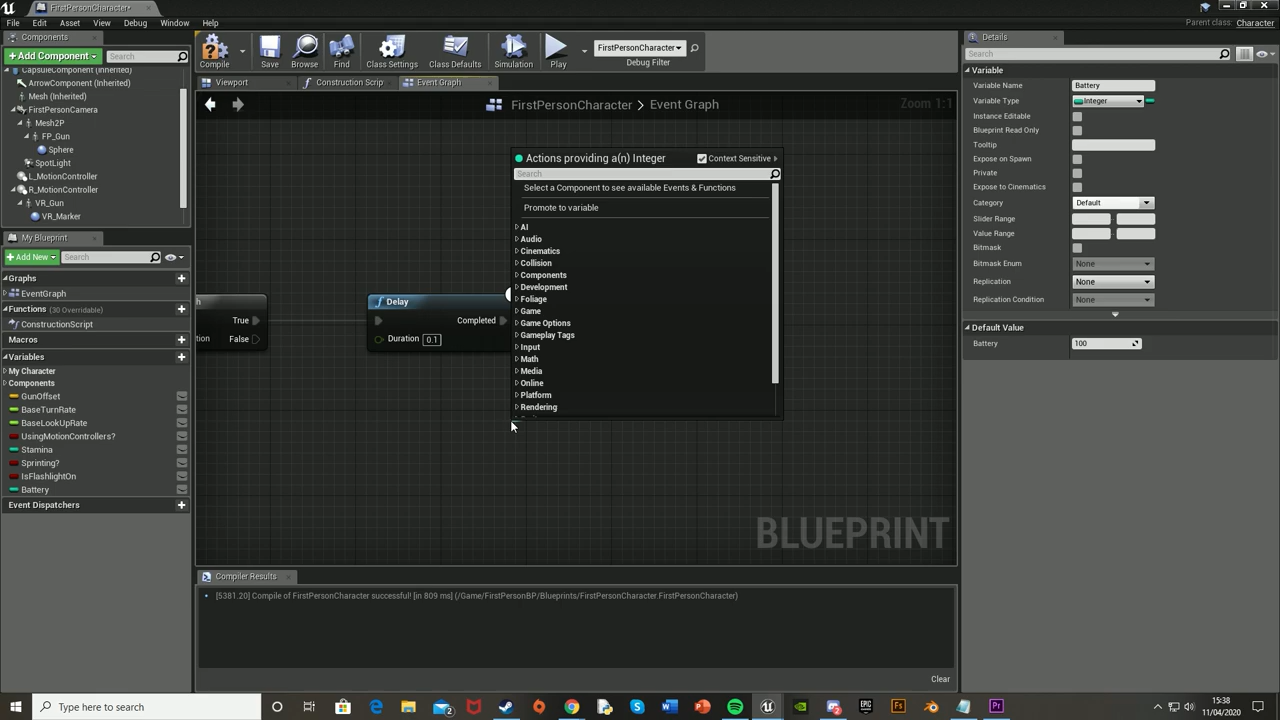 FirstPersonCharacter*
File Edit Asset View Debug Window Help
Parent class: Character
Components
+ Add Component
Search
CapsuleComponent (Inherited)
ArrowComponent (Inherited)
Mesh (Inherited)
FirstPersonCamera
Mesh2P
FP_Gun
Sphere
SpotLight
L_MotionController
R_MotionController
VR_Gun
VR_Marker
My Blueprint
+ Add New
Search
Graphs
EventGraph
Functions (30 Overridable)
ConstructionScript
Macros
Variables
My Character
Components
GunOffset
BaseTurnRate
BaseLookUpRate
UsingMotionControllers?
Stamina
Sprinting?
IsFlashlightOn
Battery
Event Dispatchers
Compile Save Browse Find Class Settings Class Defaults Simulation Play
FirstPersonCharacter
Debug Filter
Viewport Construction Scrip Event Graph
FirstPersonCharacter > Event Graph
Zoom 1:1
h
True
tion False
Delay
Completed
Duration 0.1
Actions providing a(n) Integer Context Sensitive
Search
Select a Component to see available Events & Functions
Promote to variable
AI
Audio
Cinematics
Collision
Components
Development
Foliage
Game
Game Options
Gameplay Tags
Input
Math
Media
Online
Platform
Rendering
BLUEPRINT
Compiler Results
[5381.20] Compile of FirstPersonCharacter successful! [in 809 ms] (/Game/FirstPersonBP/Blueprints/FirstPersonCharacter.FirstPersonCharacter)
Clear
Details
Search
Variable
Variable Name Battery
Variable Type Integer
Instance Editable
Blueprint Read Only
Tooltip
Expose on Spawn
Private
Expose to Cinematics
Category Default
Slider Range
Value Range
Bitmask
Bitmask Enum None
Replication None
Replication Condition None
Default Value
Battery 100
Type here to search
15:38
11/04/2020